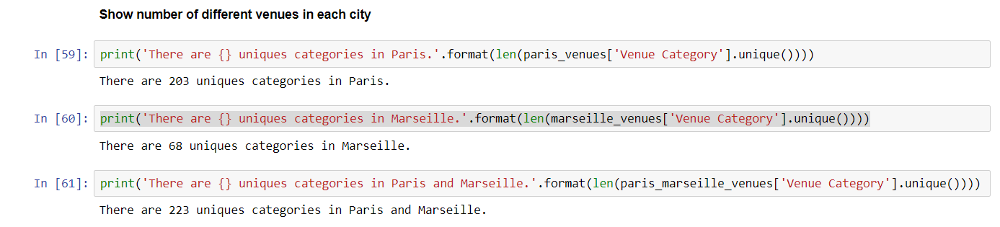 Show number of different venues in each city
In [59]: print('There are {} uniques categories in Paris.'.format(len(paris_venues['Venue Category'].unique())))
There are 203 uniques categories in Paris.
In [60]: print('There are {} uniques categories in Marseille.'.format(len(marseille_venues['Venue Category'].unique())))
There are 68 uniques categories in Marseille.
In [61]: print('There are {} uniques categories in Paris and Marseille.'.format(len(paris_marseille_venues['Venue Category'].unique())))
There are 223 uniques categories in Paris and Marseille.